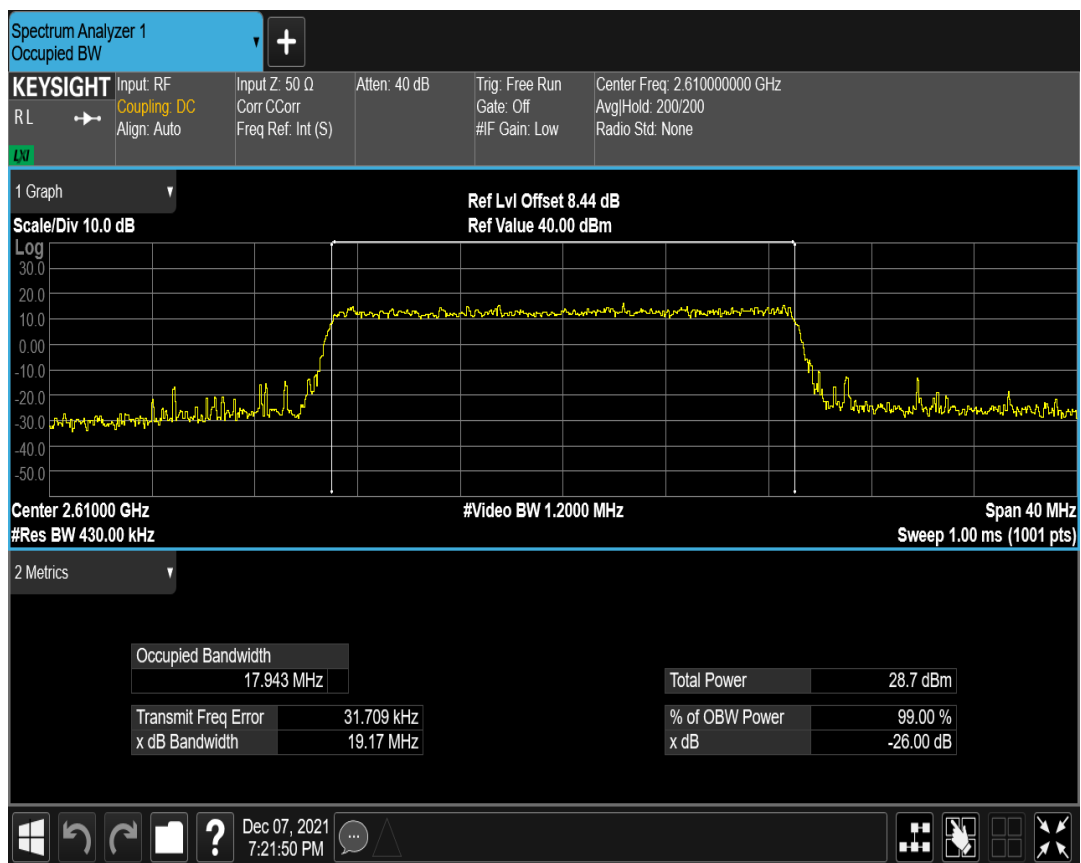 Spectrum Analyzer 1
Occupied BW
+
KEYSIGHT
RL
LXI
Input: RF
Coupling: DC
Align: Auto
Input Z: 50 Ω
Corr CCorr
Freq Ref: Int (S)
Atten: 40 dB
Trig: Free Run
Gate: Off
#IF Gain: Low
Center Freq: 2.610000000 GHz
Avg|Hold: 200/200
Radio Std: None
1 Graph
Ref Lvl Offset 8.44 dB
Scale/Div 10.0 dB
Ref Value 40.00 dBm
Log
30.0
20.0
10.0
0.00
-10.0
-20.0
-30.0
-40.0
-50.0
Center 2.61000 GHz
#Video BW 1.2000 MHz
Span 40 MHz
#Res BW 430.00 kHz
Sweep 1.00 ms (1001 pts)
2 Metrics
Occupied Bandwidth
17.943 MHz
Total Power 28.7 dBm
Transmit Freq Error 31.709 kHz
% of OBW Power 99.00 %
x dB Bandwidth 19.17 MHz
x dB -26.00 dB
?
Dec 07, 2021
7:21:50 PM